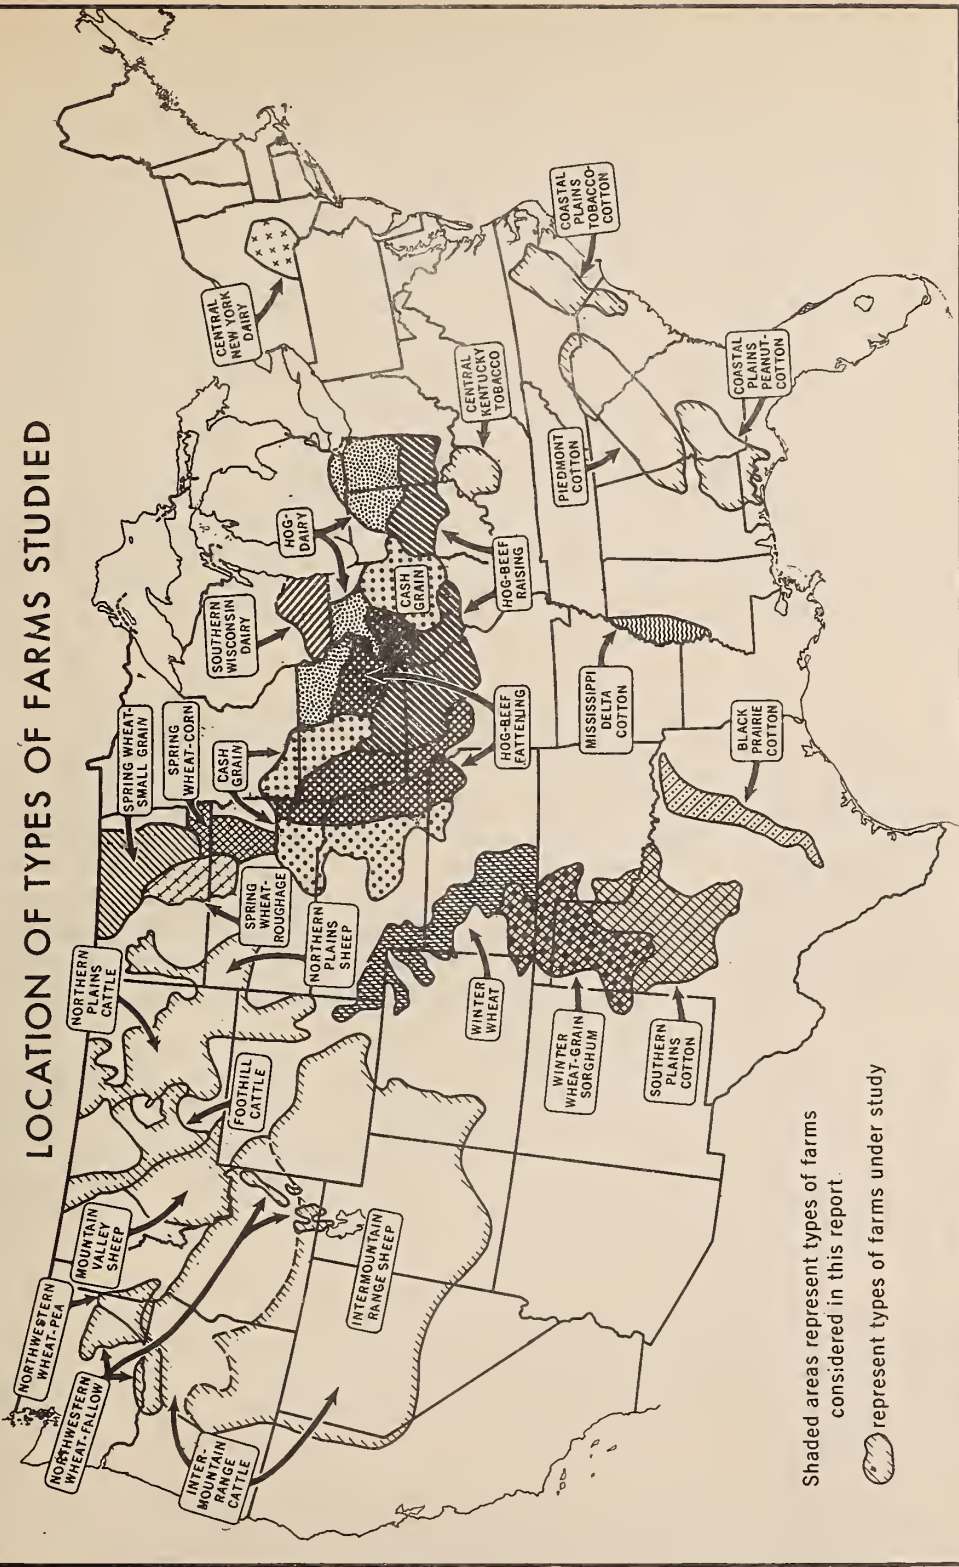 LOCATION OF TYPES OF FARMS STUDIED
NORTHWESTERN
WHEAT-PEA
NORTHWESTERN
WHEAT-FALLOW
INTER-
MOUNTAIN
RANGE
CATTLE
MOUNTAIN
VALLEY
SHEEP
INTERMOUNTAIN
RANGE SHEEP
FOOTHILL
CATTLE
NORTHERN
PLAINS
CATTLE
NORTHERN
PLAINS
SHEEP
SPRING
WHEAT-
ROUGHAGE
SPRING WHEAT-
SMALL GRAIN
SPRING
WHEAT-CORN
CASH
GRAIN
SOUTHERN
WISCONSIN
DAIRY
HOG-
DAIRY
CASH
GRAIN
CENTRAL
NEW YORK
DAIRY
CENTRAL
KENTUCKY
TOBACCO
HOG-BEEF
RAISING
HOG-BEEF
FATTENING
WINTER
WHEAT
WINTER
WHEAT-GRAIN
SORGHUM
SOUTHERN
PLAINS
COTTON
BLACK
PRAIRIE
COTTON
MISSISSIPPI
DELTA
COTTON
PIEDMONT
COTTON
COASTAL
PLAINS
TOBACCO-
COTTON
COASTAL
PLAINS
PEANUT-
COTTON
Shaded areas represent types of farms
considered in this report
represent types of farms under study